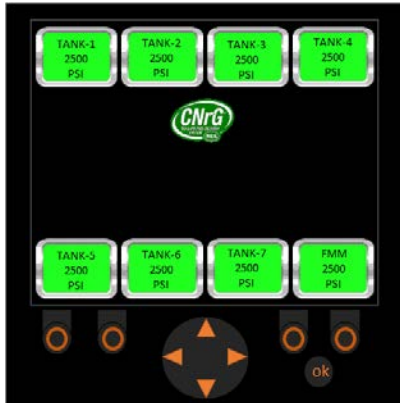 TANK-1
2500
PSI
TANK-2
2500
PSI
TANK-3
2500
PSI
TANK-4
2500
PSI
CNrG
TANK-5
2500
PSI
TANK-6
2500
PSI
TANK-7
2500
PSI
FMM
2500
PSI
ok